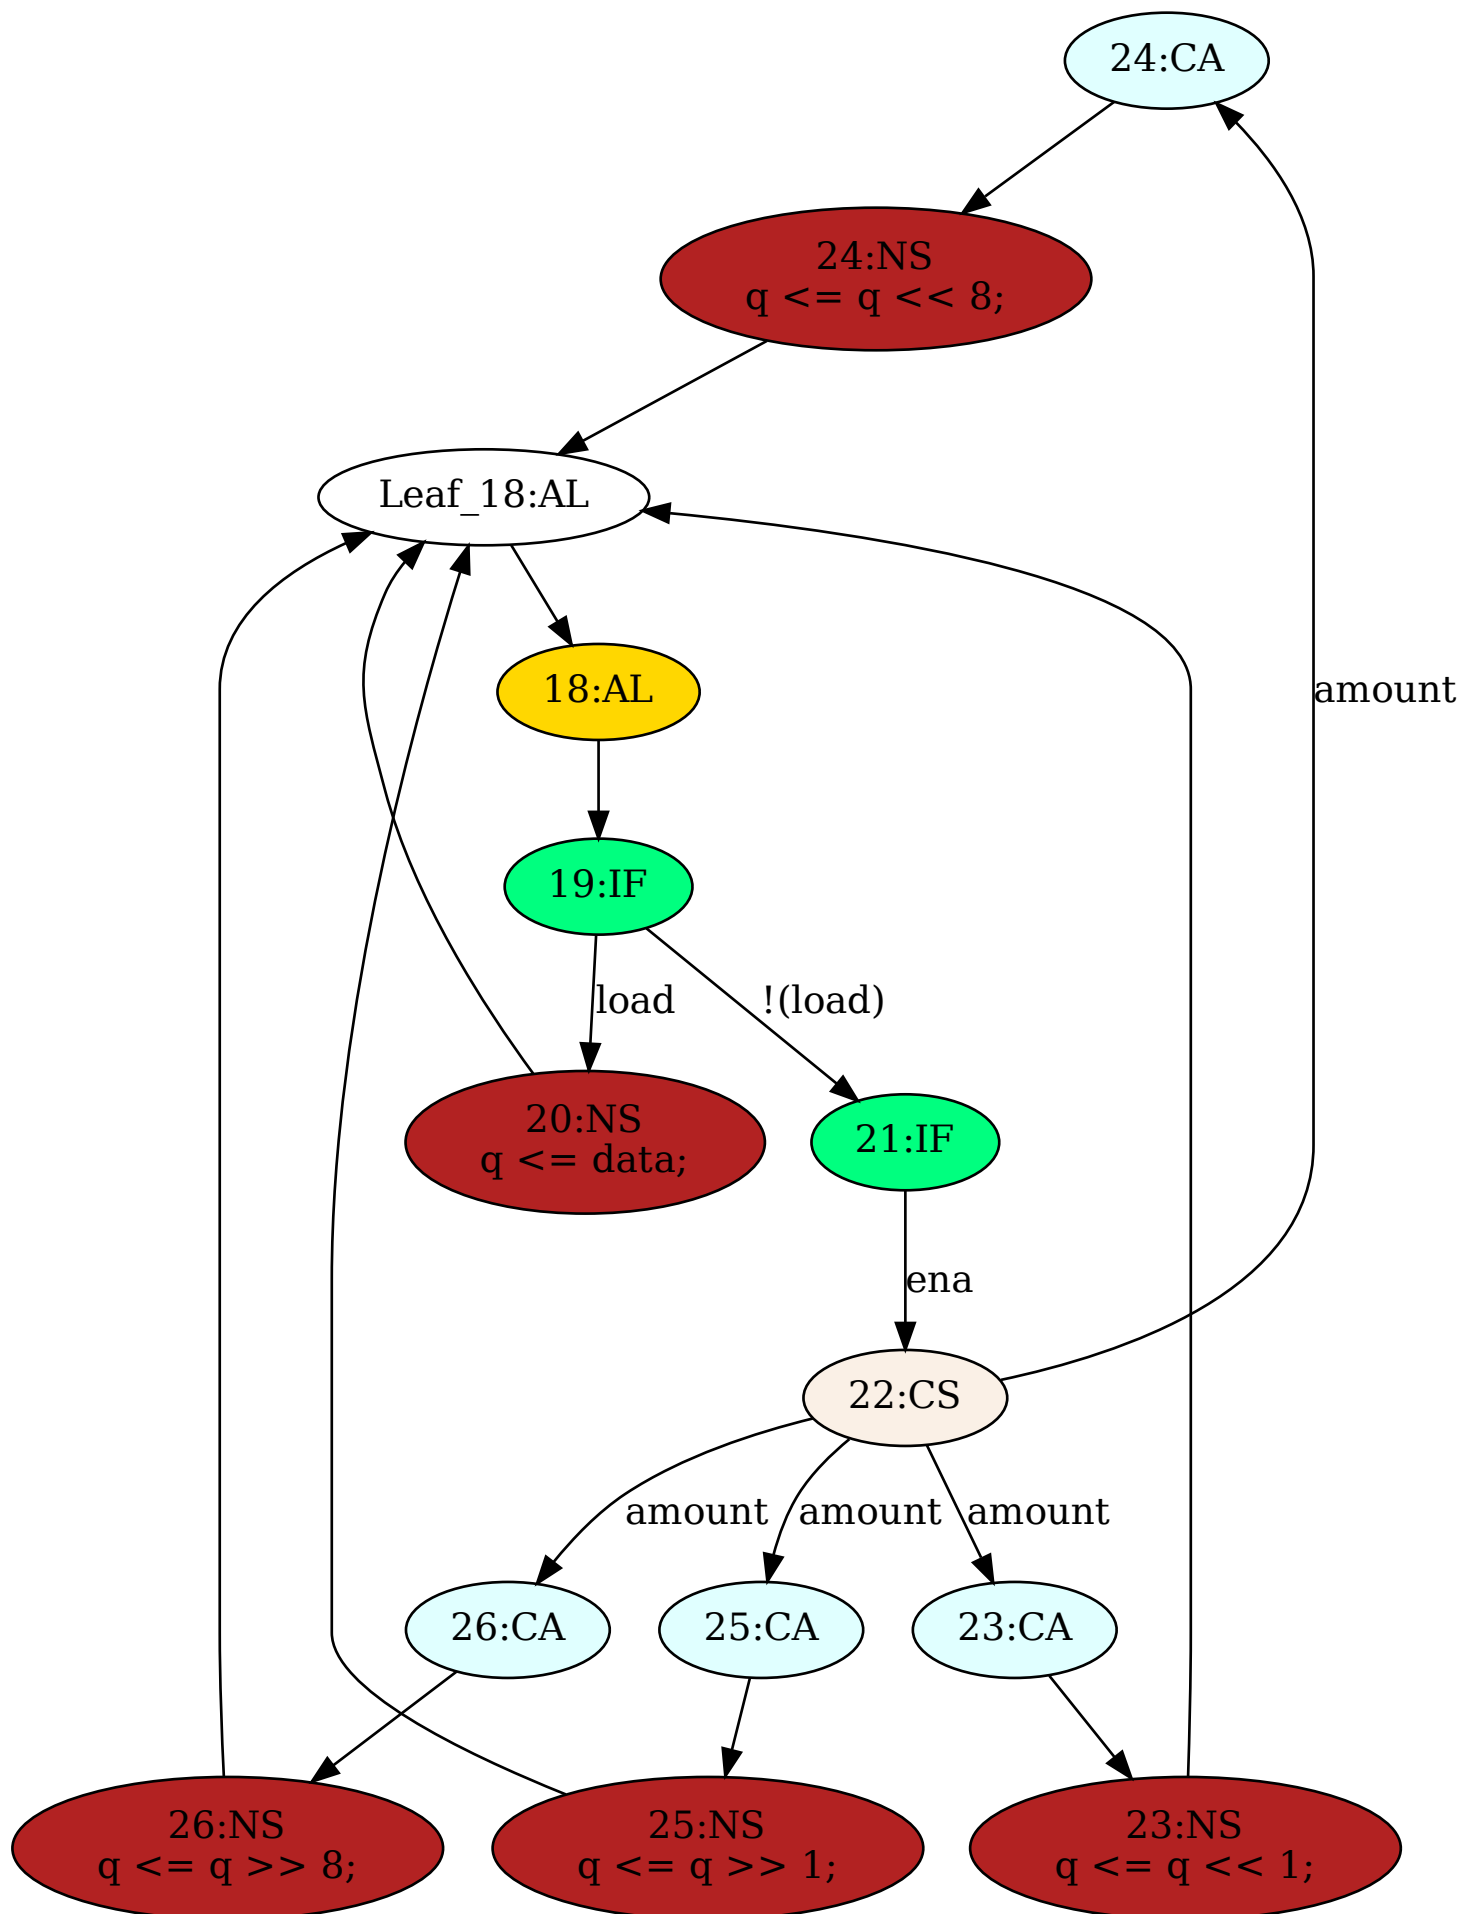 24:CA
24:NS
q <= q << 8;
Leaf_18:AL
18:AL
amount
19:IF
load
!(load)
20:NS
q <= data;
21:IF
ena
22:CS
amount
amount
amount
26:CA
25:CA
23:CA
26:NS
q <= q >> 8;
25:NS
q <= q >> 1;
23:NS
q <= q << 1;